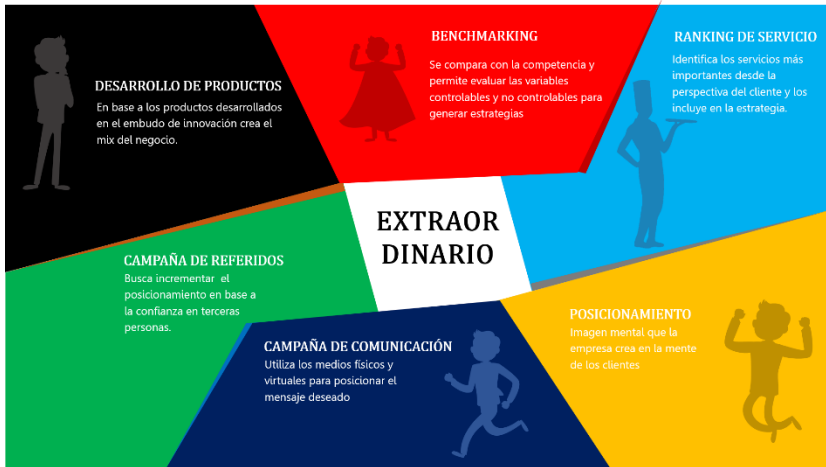 DESARROLLO DE PRODUCTOS
En base a los productos desarrollados
en el embudo de innovación crea el
mix del negocio.
BENCHMARKING
Se compara con la competencia y
permite evaluar las variables
controlables y no controlables para
generar estrategias
RANKING DE SERVICIO
Identifica los servicios más
importantes desde la
perspectiva del cliente y los
incluye en la estrategia.
EXTRAOR
DINARIO
CAMPAÑA DE REFERIDOS
Busca incrementar el
posicionamiento en base a
la confianza en terceras
personas.
CAMPAÑA DE COMUNICACIÓN
Utiliza los medios físicos y
virtuales para posicionar el
mensaje deseado
POSICIONAMIENTO
Imagen mental que la
empresa crea en la mente
de los clientes